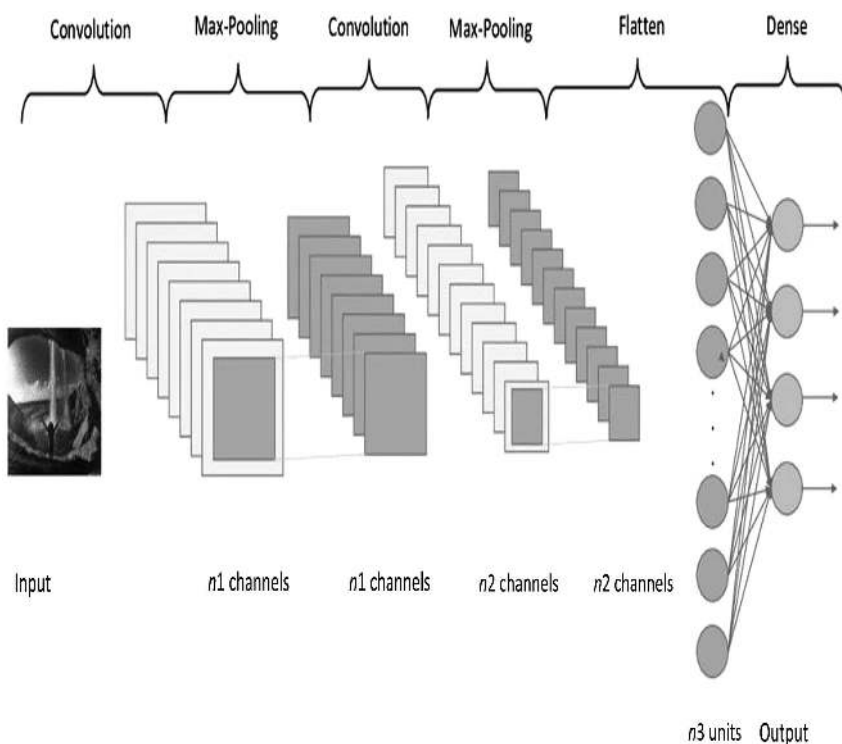 Convolution Max-Pooling Convolution Max-Pooling Flatten Dense
Input n1 channels n1 channels n2 channels n2 channels
n3 units Output